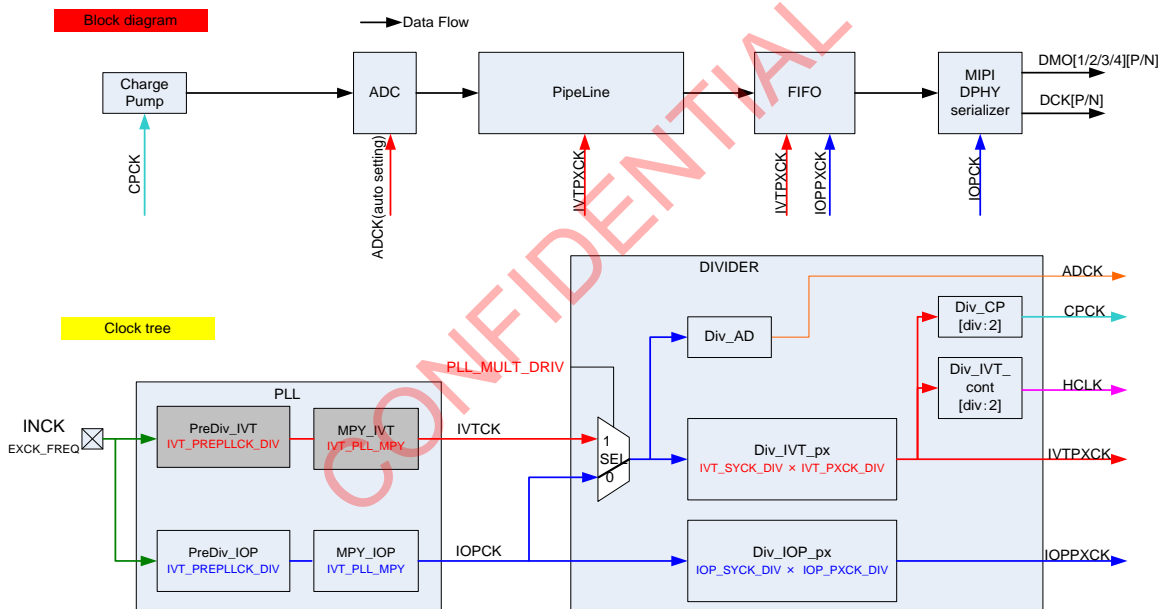 Block diagram
Data Flow
Charge
Pump
ADC
PipeLine
FIFO
MIPI
DPHY
serializer
DMO[1/2/3/4][P/N]
DCK[P/N]
CPCK
ADCK(auto setting)
IVTPXCK
IVTPXCK
IOPPXCK
IOPCK
CONFIDENTIAL
Clock tree
DIVIDER
ADCK
Div_CP
[div:2]
CPCK
Div_AD
PLL_MULT_DRIV
Div_IVT_
cont
[div:2]
HCLK
PLL
INCK
EXCK_FREQ
PreDiv_IVT
IVT_PREPLLCK_DIV
MPY_IVT
IVT_PLL_MPY
IVTCK
1
SEL
0
Div_IVT_px
IVT_SYCK_DIV × IVT_PXCK_DIV
IVTPXCK
PreDiv_IOP
IVT_PREPLLCK_DIV
MPY_IOP
IVT_PLL_MPY
IOPCK
Div_IOP_px
IOP_SYCK_DIV × IOP_PXCK_DIV
IOPPXCK